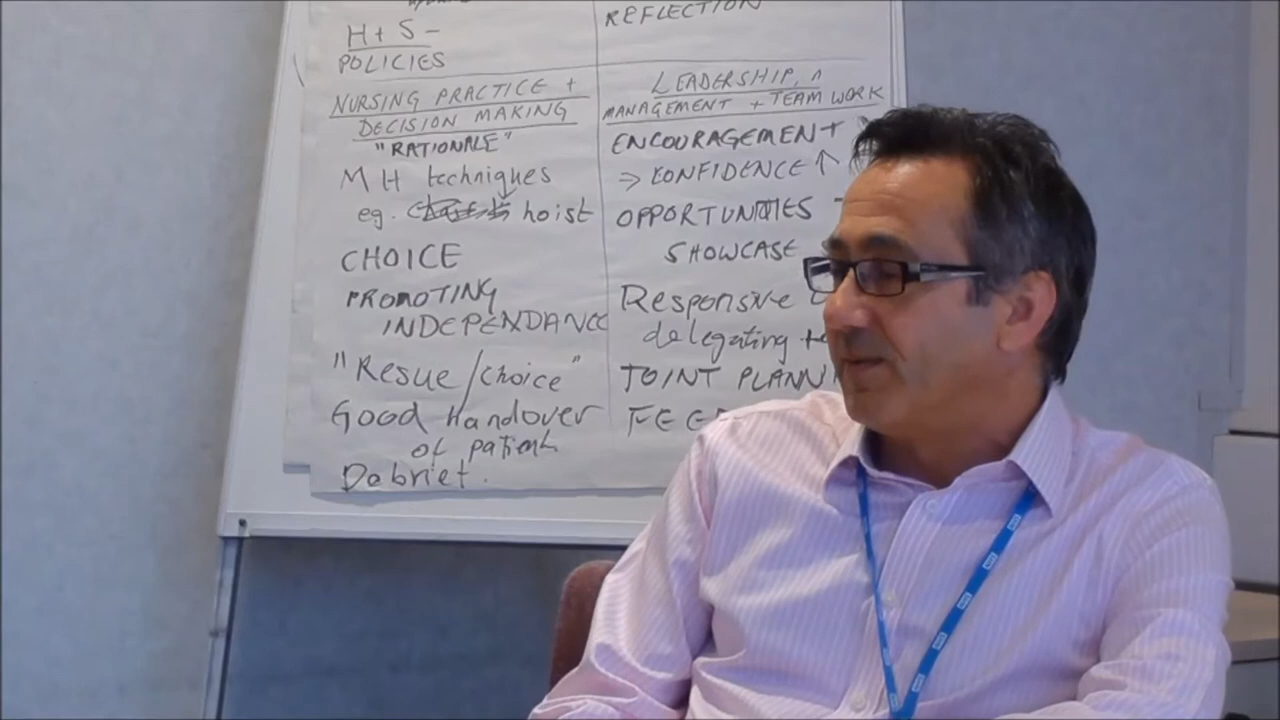 H + S -
POLICIES
NURSING PRACTICE +
DECISION MAKING
"RATIONALE"
MH techniques
eg. hoist
CHOICE
PROMOTING
INDEPENDANCE
"Resue/choice"
Good Handover
of patient
Debrief.
REFLECTION
LEADERSHIP,
MANAGEMENT + TEAM WORK
ENCOURAGEMENT
⇒ CONFIDENCE ↑
OPPORTUNITIES -
SHOWCASE
Responsive
delegating
JOINT PLANN
FEE